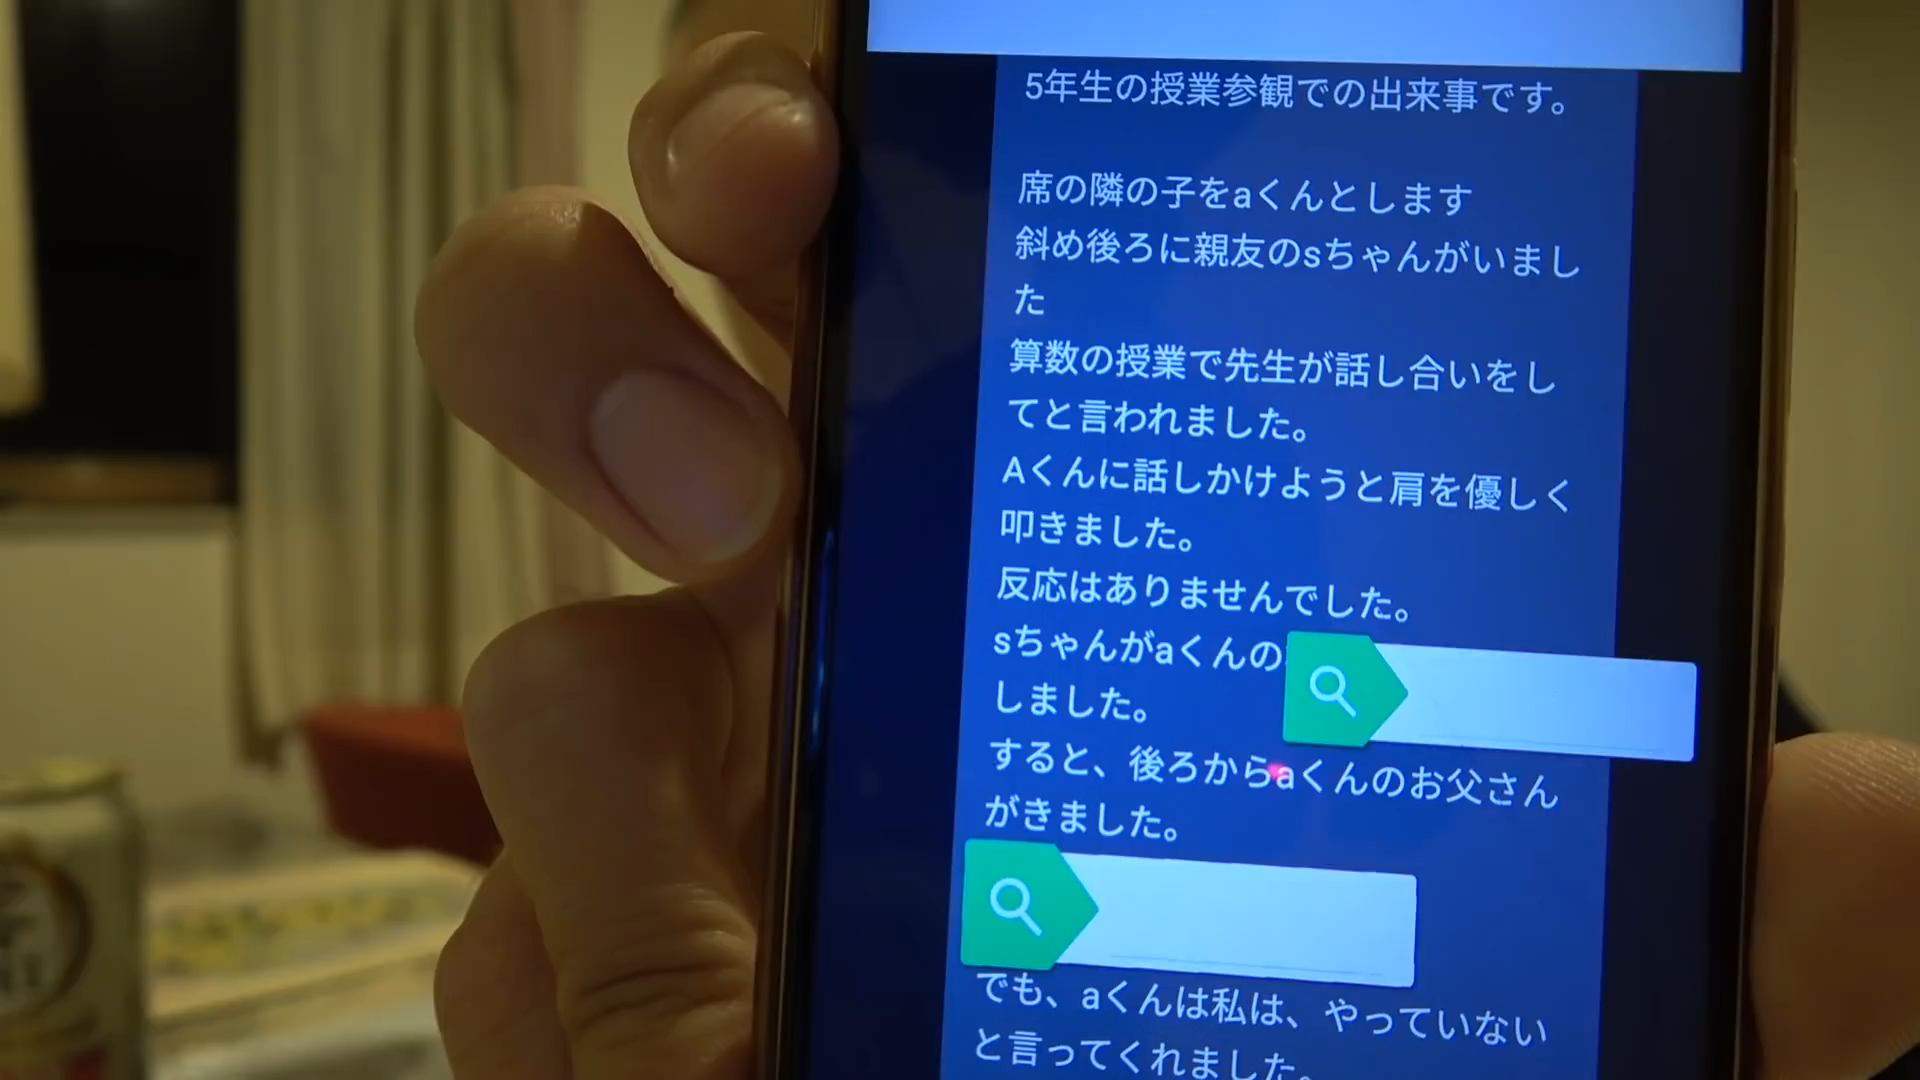 5年生の授業参観での出来事です。
席の隣の子をaくんとします
斜め後ろに親友のsちゃんがいまし
た
算数の授業で先生が話し合いをし
てと言われました。
Aくんに話しかけようと肩を優しく
叩きました。
反応はありませんでした。
sちゃんがaくんの
しました。
すると、後ろからaくんのお父さん
がきました。
でも、aくんは私は、やっていない
と言ってくれました。